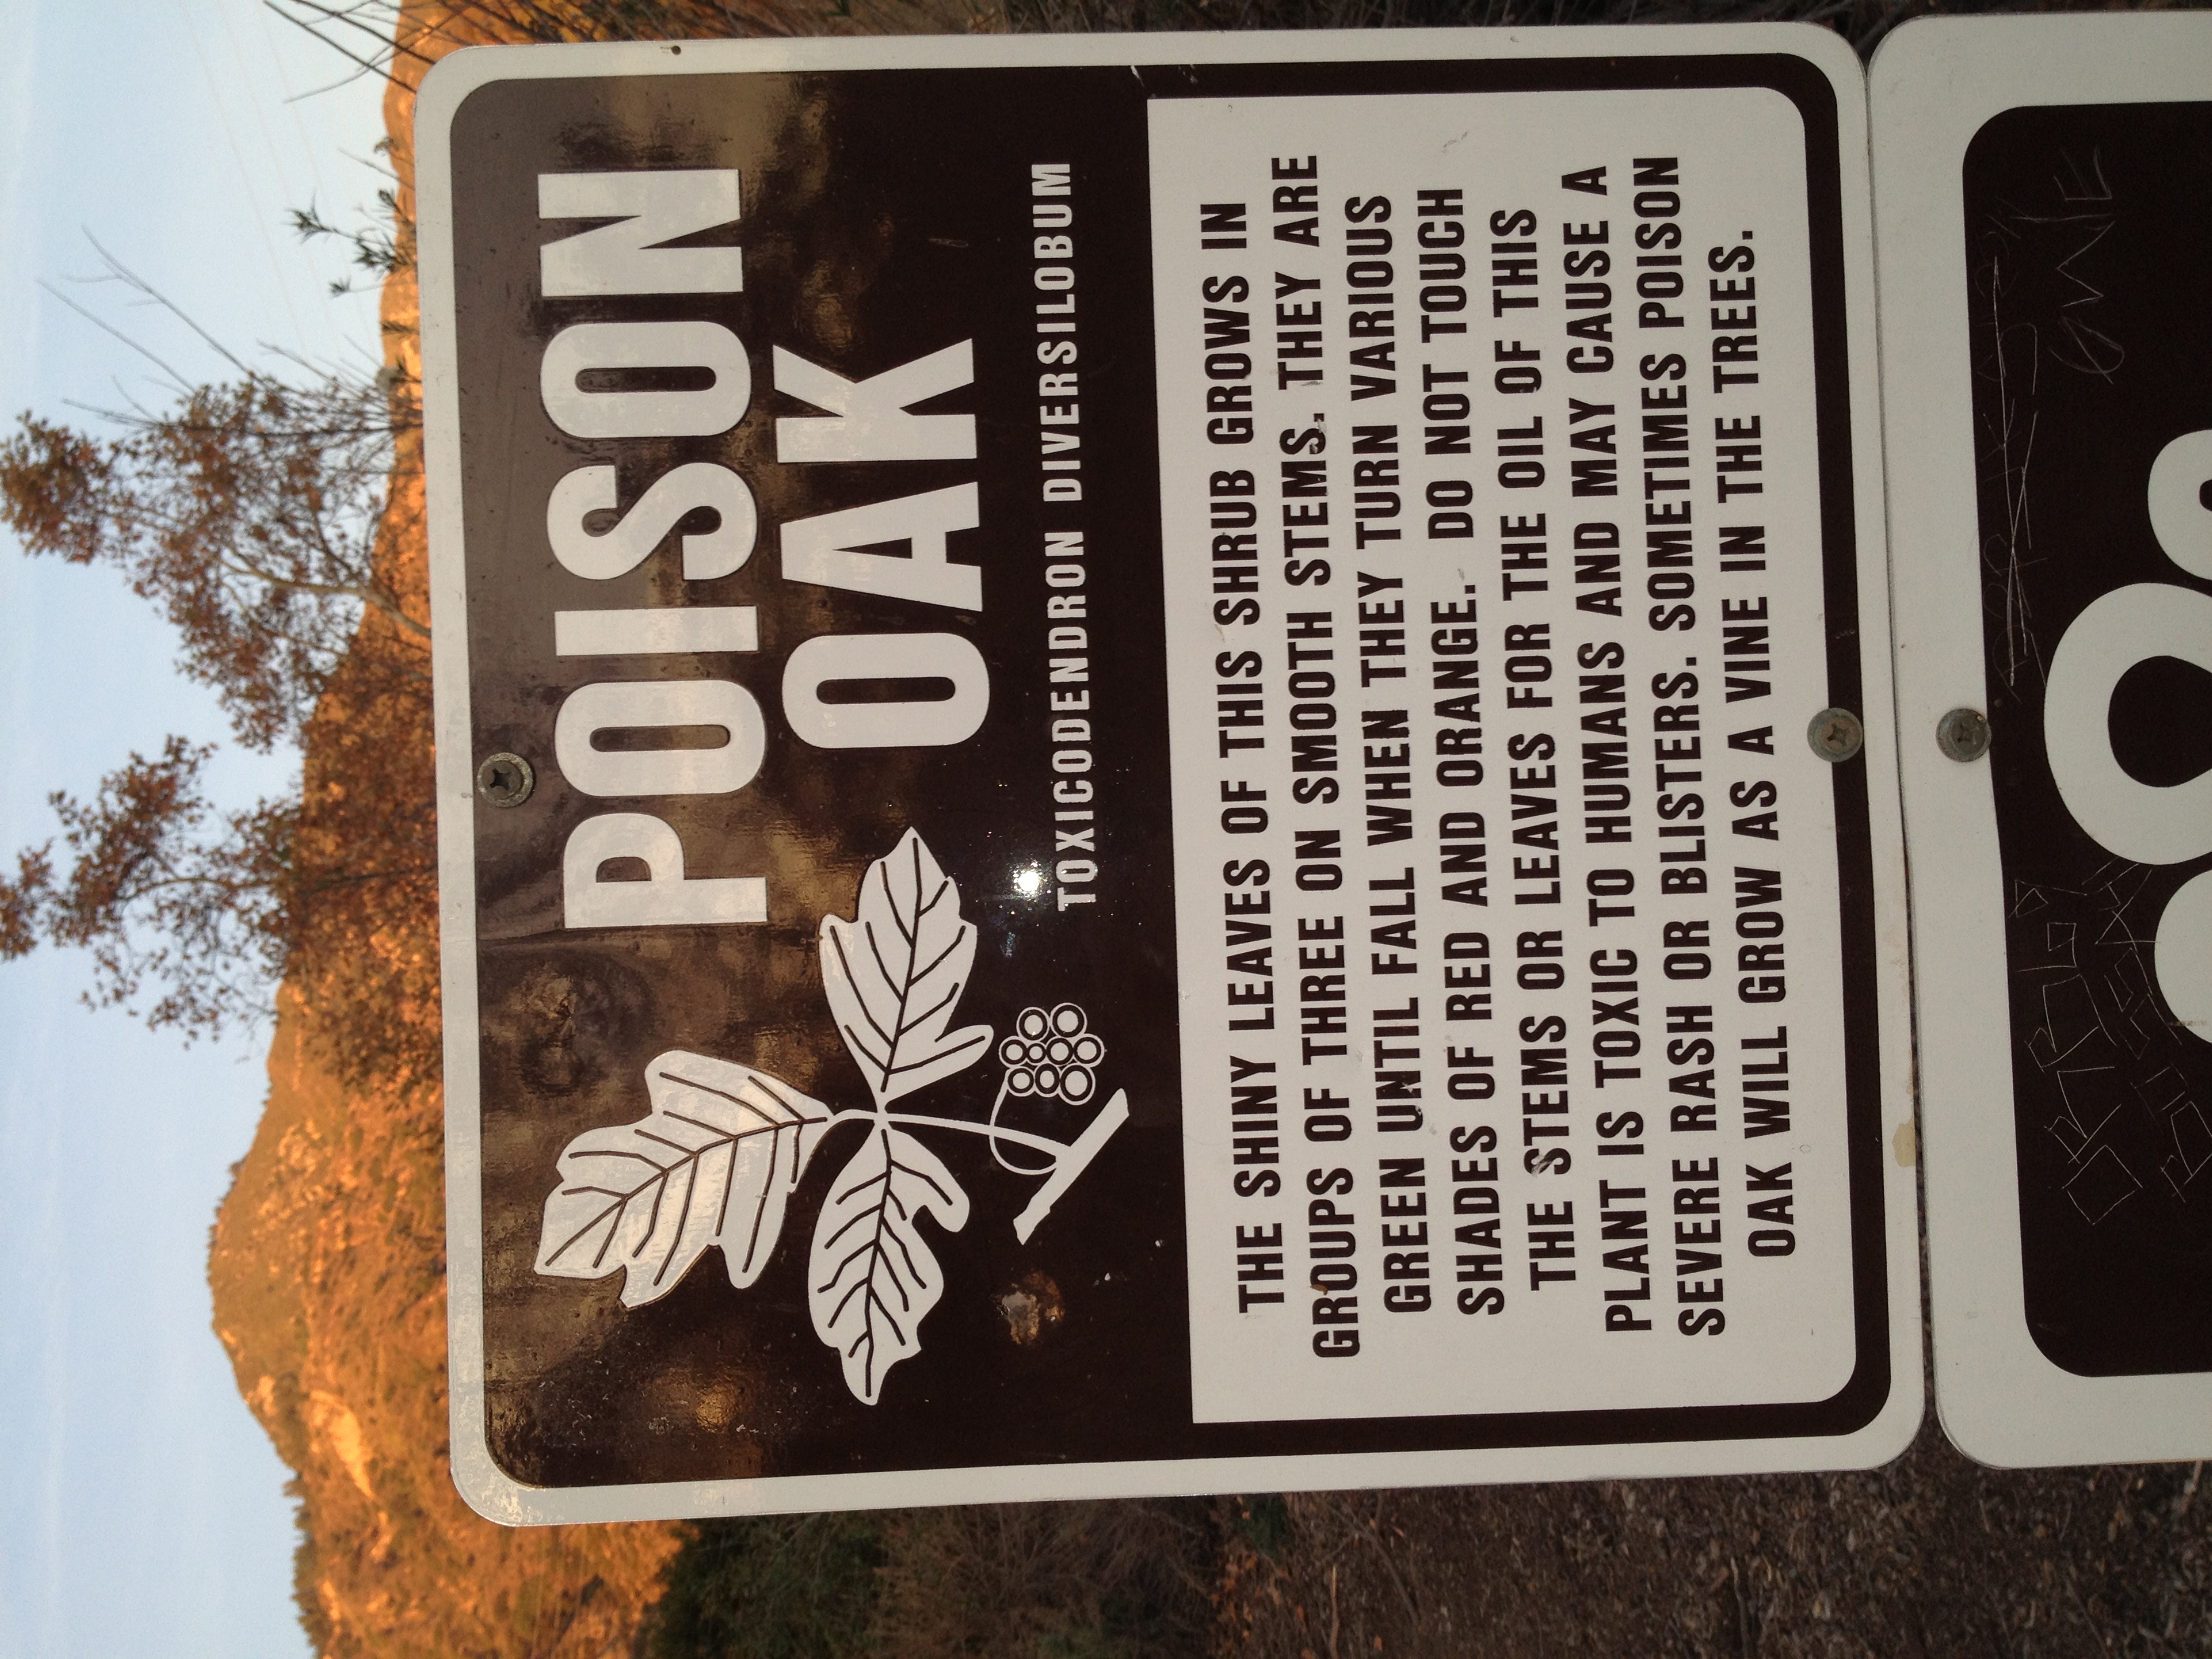 POISON
OAK
TOXICODENDRON DIVERSILOBUM
THE SHINY LEAVES OF THIS SHRUB GROWS IN
GROUPS OF THREE ON SMOOTH STEMS. THEY ARE
GREEN UNTIL FALL WHEN THEY TURN VARIOUS
SHADES OF RED AND ORANGE. DO NOT TOUCH
THE STEMS OR LEAVES FOR THE OIL OF THIS
PLANT IS TOXIC TO HUMANS AND MAY CAUSE A
SEVERE RASH OR BLISTERS. SOMETIMES POISON
OAK WILL GROW AS A VINE IN THE TREES.